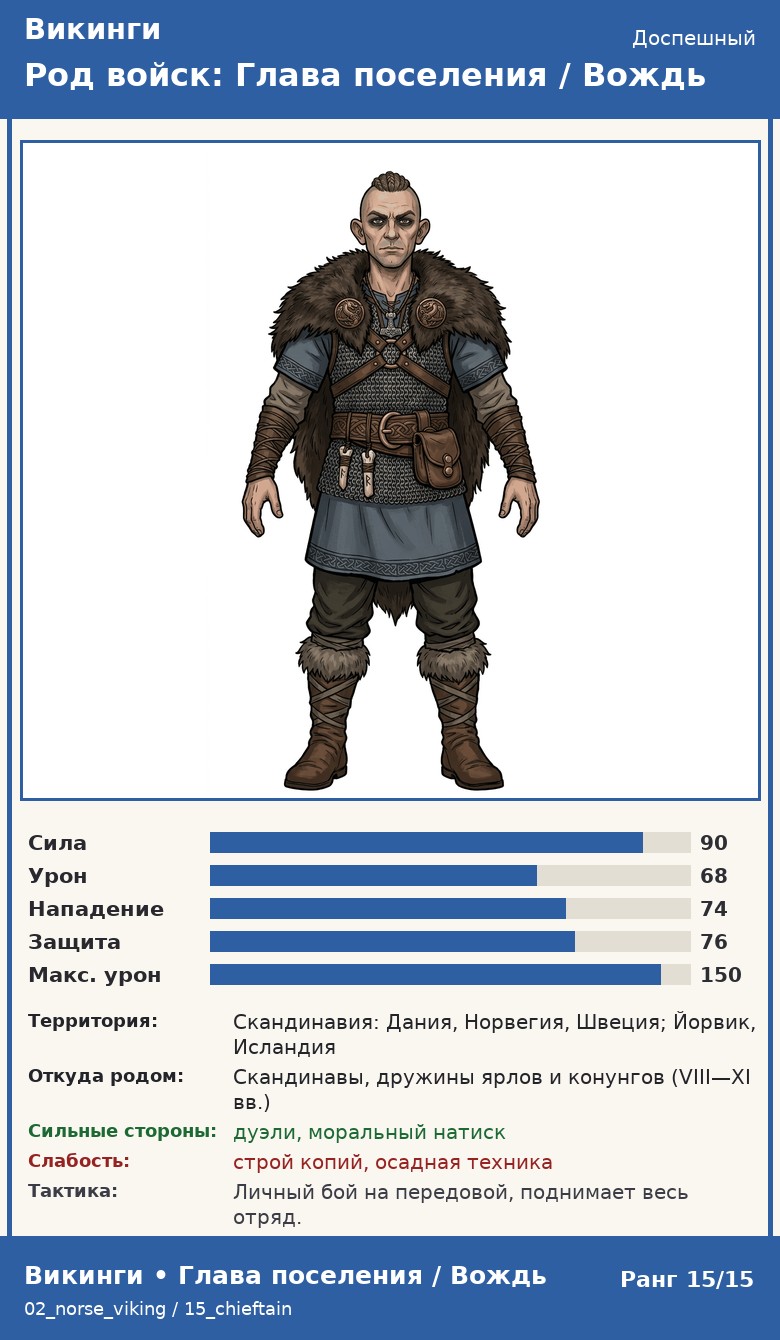 Викинги
Доспешный
Род войск: Глава поселения / Вождь
Сила 90
Урон 68
Нападение 74
Защита 76
Макс. урон 150
Территория: Скандинавия: Дания, Норвегия, Швеция; Йорвик,
Исландия
Откуда родом: Скандинавы, дружины ярлов и конунгов (VIII—XI
вв.)
Сильные стороны: дуэли, моральный натиск
Слабость: строй копий, осадная техника
Тактика: Личный бой на передовой, поднимает весь
отряд.
Викинги • Глава поселения / Вождь
Ранг 15/15
02_norse_viking / 15_chieftain